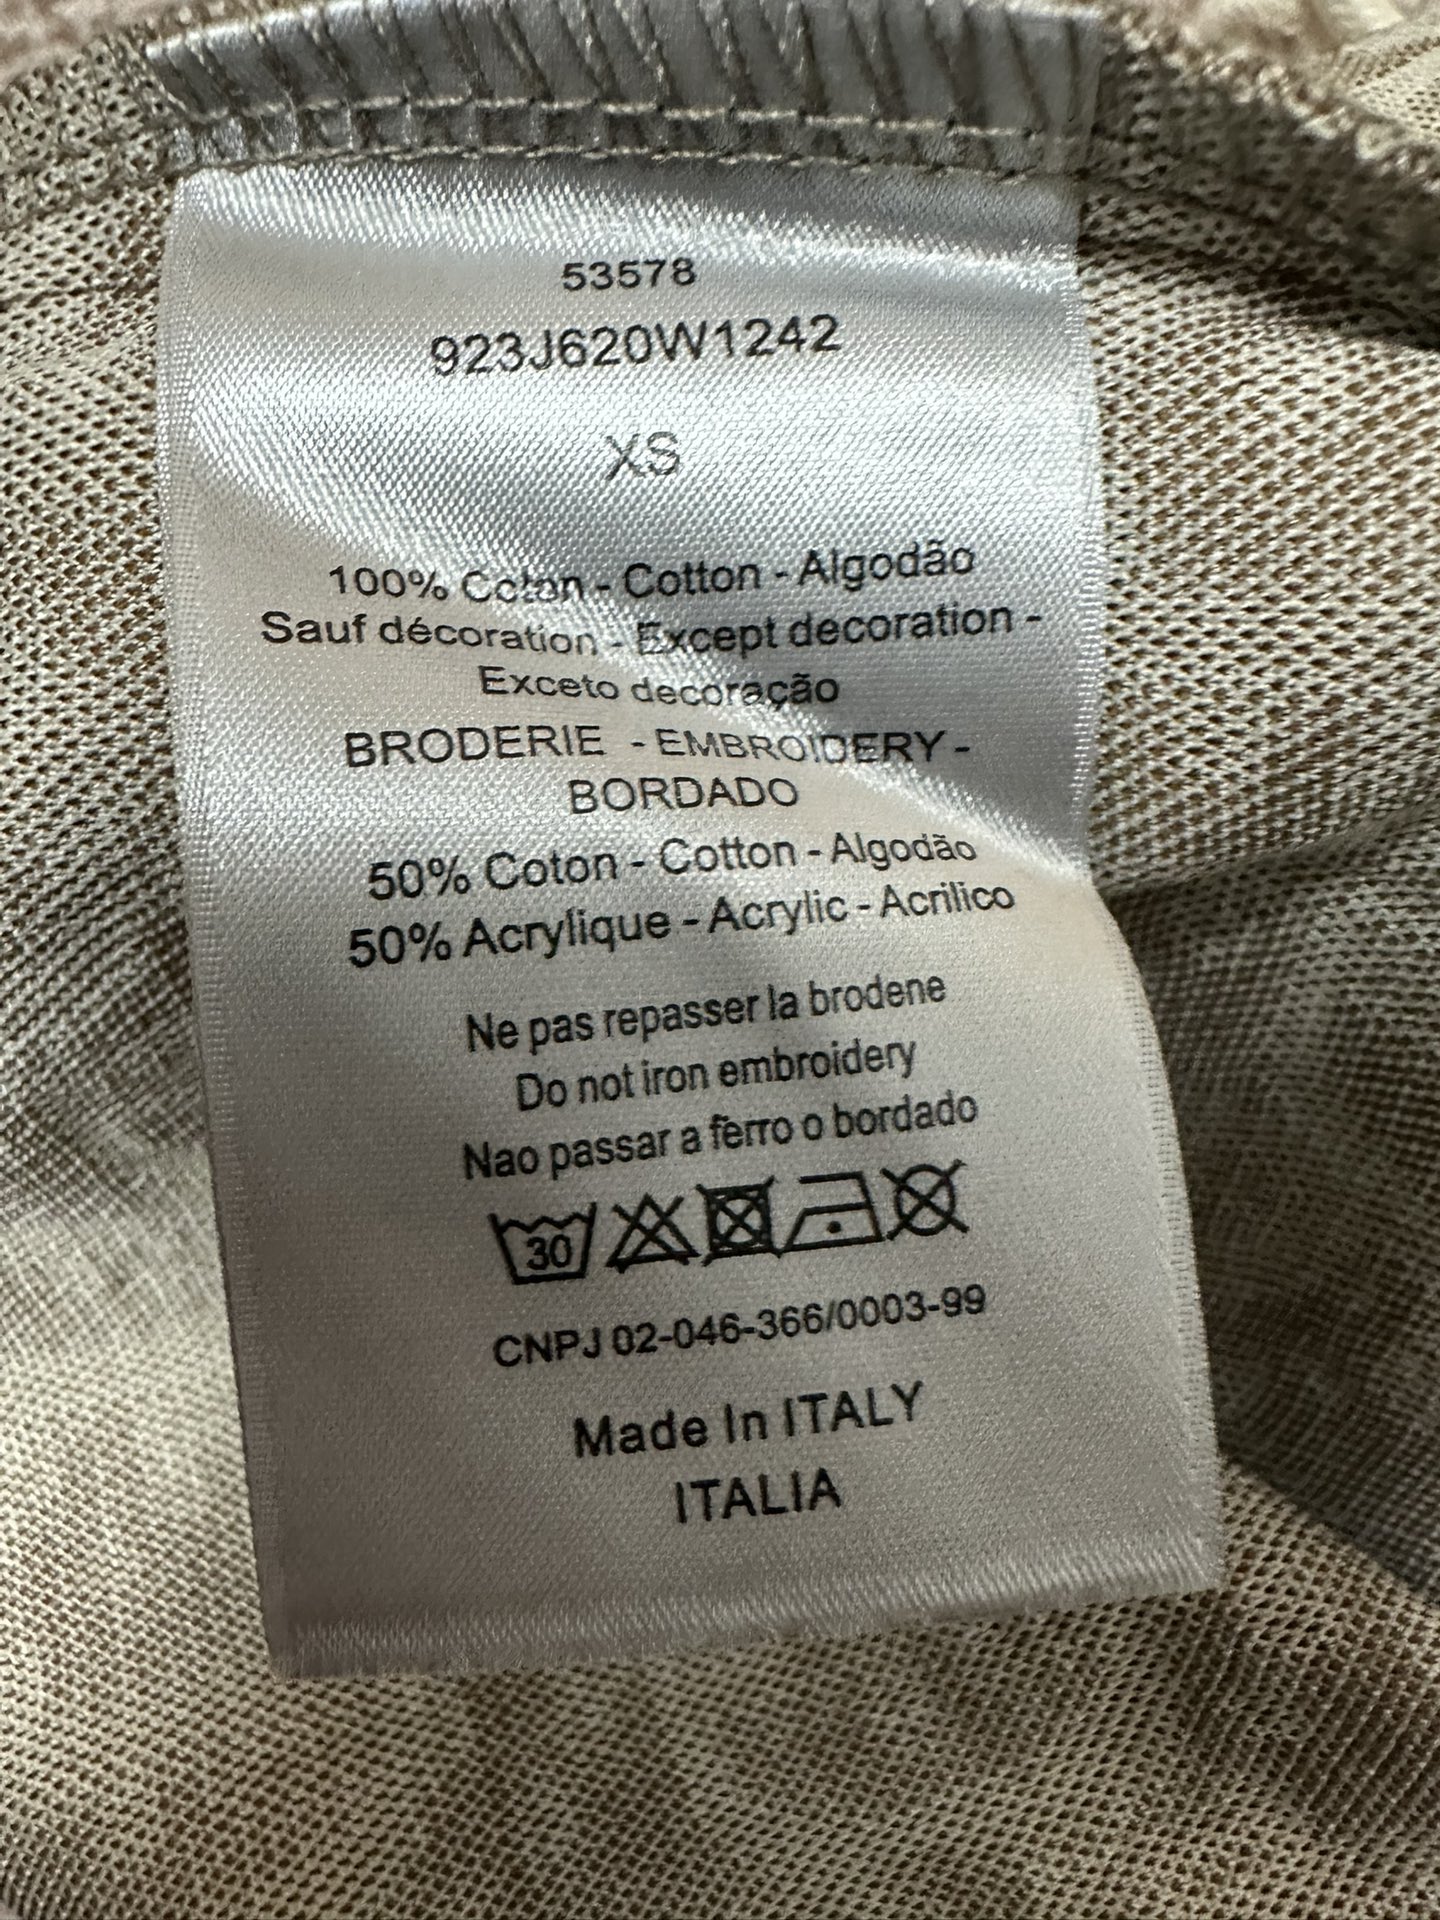 53578
923J620W1242
XS
100% Coton - Cotton - Algodão
Sauf décoration - Except decoration -
Exceto decoração
BRODERIE - EMBROIDERY -
BORDADO
50% Coton - Cotton - Algodão
50% Acrylique - Acrylic - Acrilico
Ne pas repasser la brodene
Do not iron embroidery
Nao passar a fèrro o bordado
30
CNPJ 02-046-366/0003-99
Made In ITALY
ITALIA